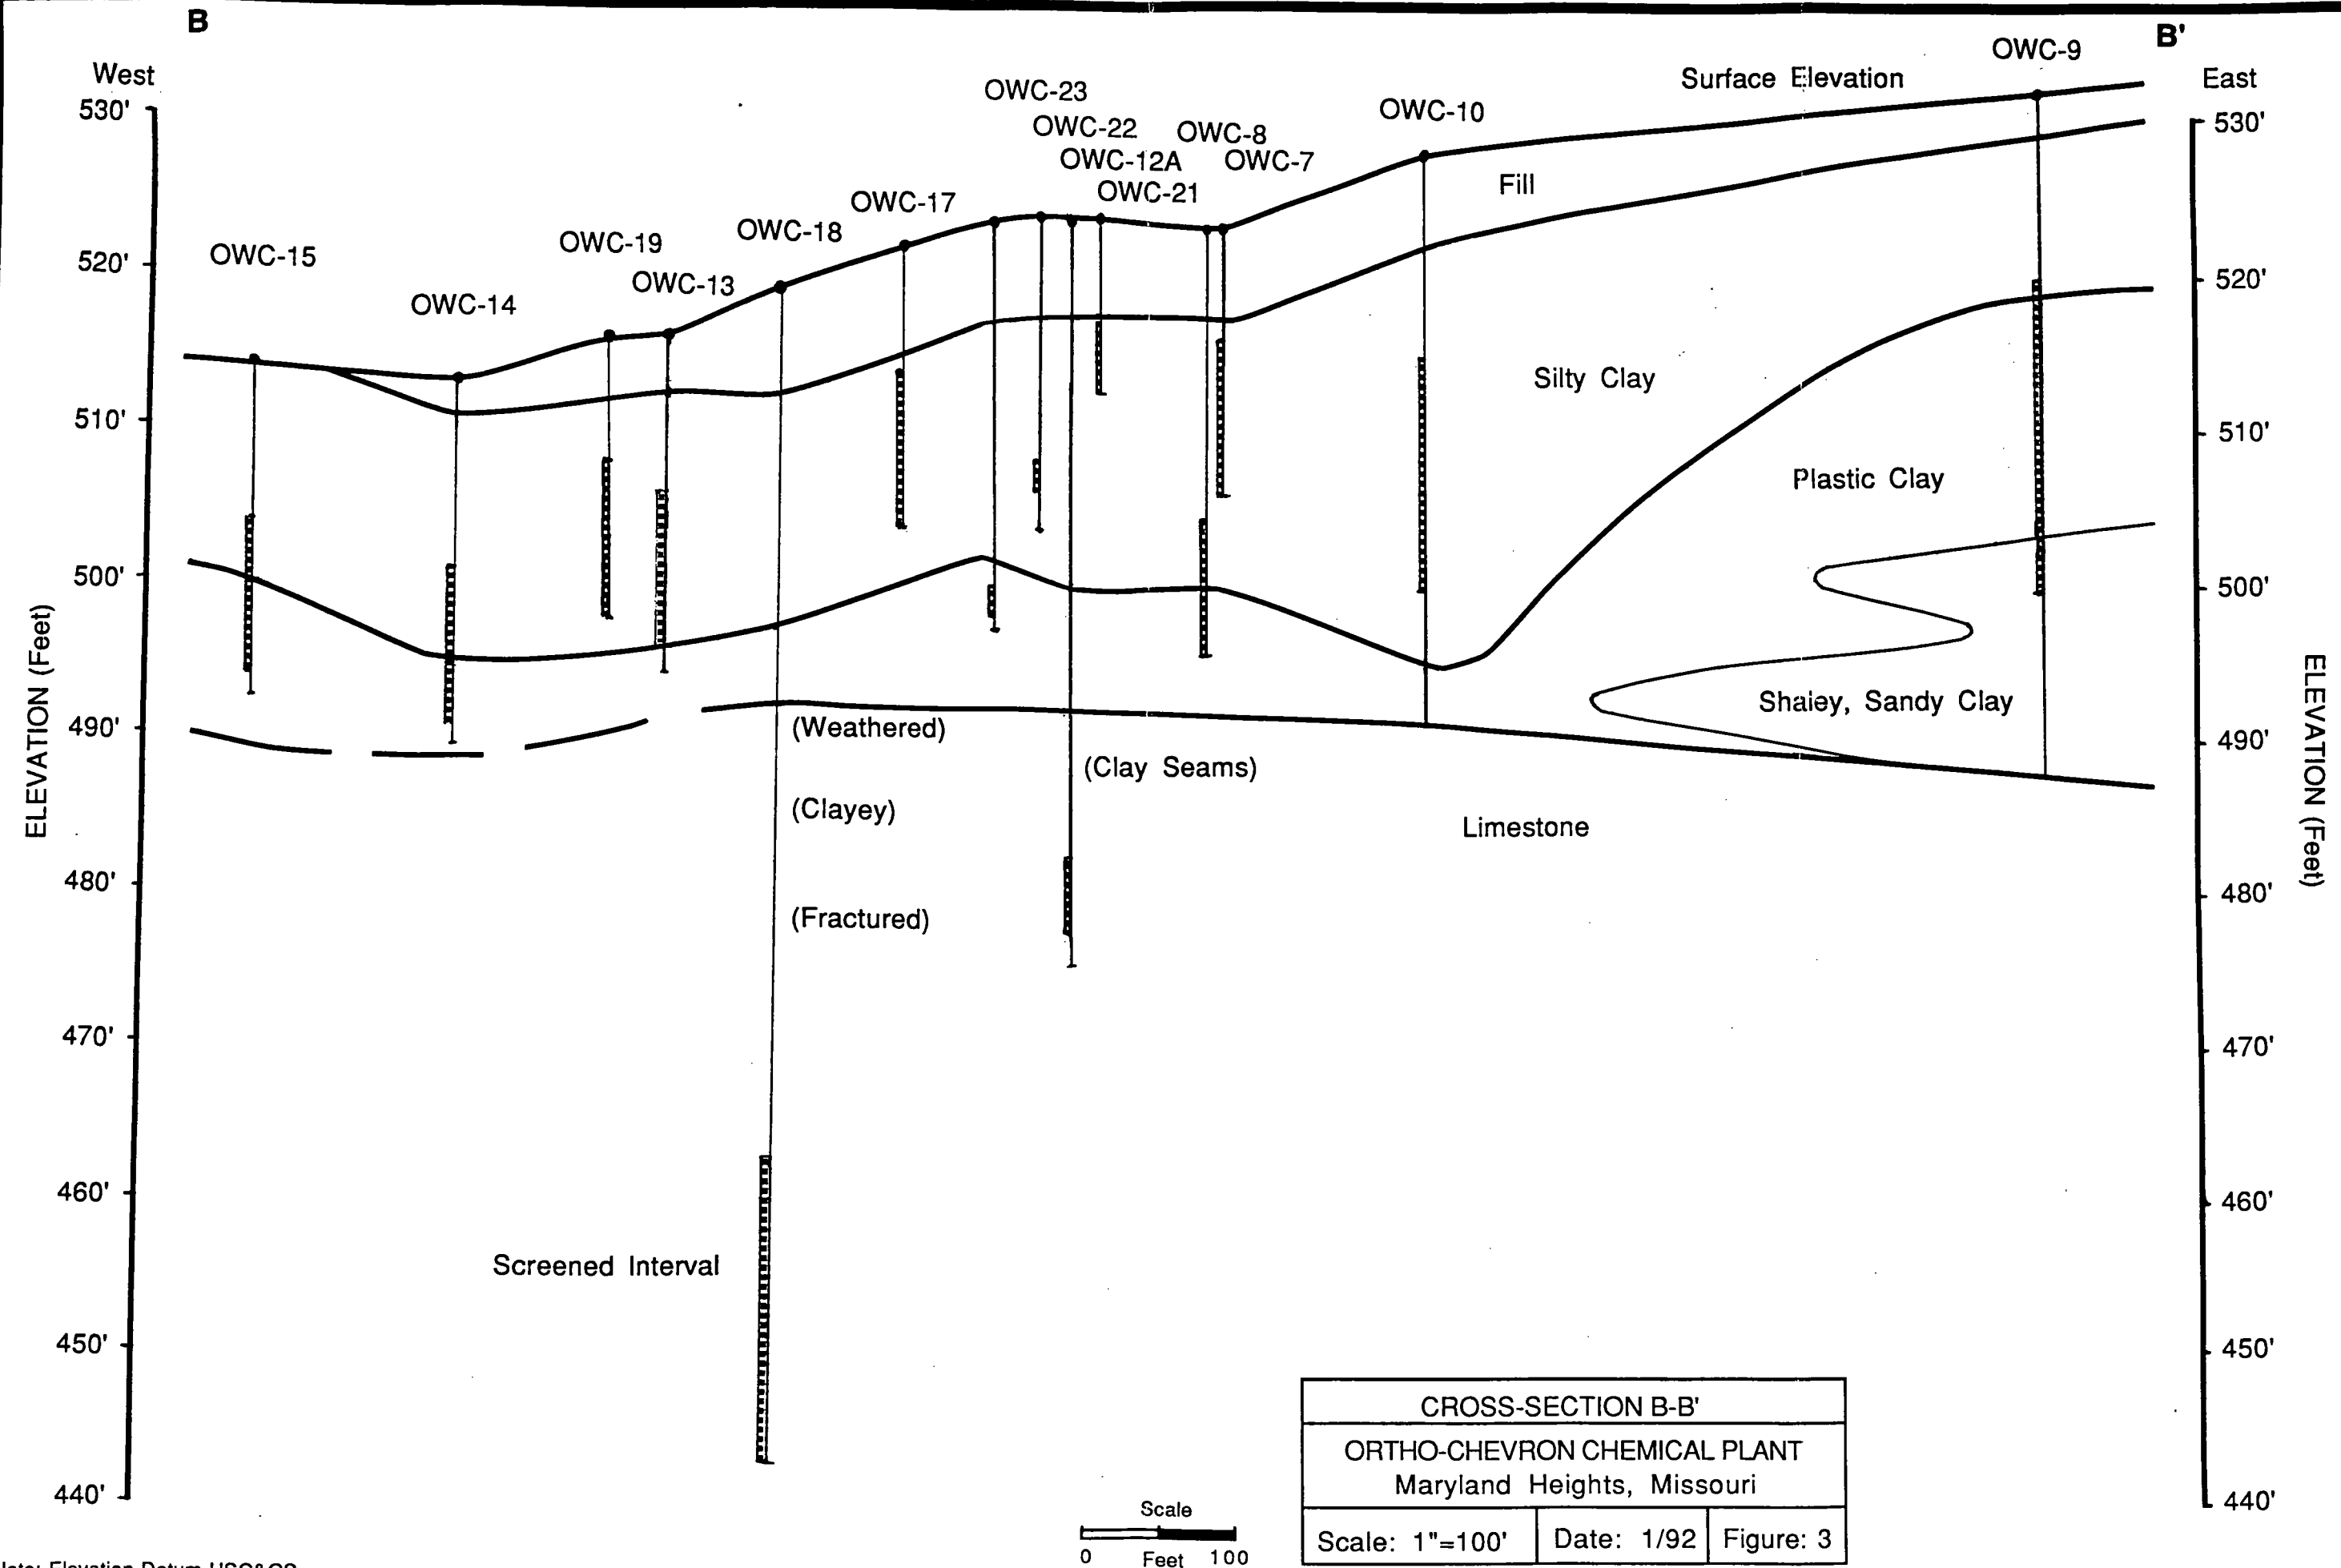 B
B'
West
East
OWC-9
Surface Elevation
OWC-23
OWC-10
OWC-22
OWC-8
OWC-12A
OWC-7
OWC-21
OWC-17
OWC-18
OWC-19
OWC-15
OWC-13
OWC-14
530'
520'
510'
500'
490'
480'
470'
460'
450'
440'
ELEVATION (Feet)
Fill
Silty Clay
Plastic Clay
Shaley, Sandy Clay
(Weathered)
(Clay Seams)
(Clayey)
Limestone
(Fractured)
Screened Interval
530'
520'
510'
500'
490'
480'
470'
460'
450'
440'
ELEVATION (Feet)
Scale
0 Feet 100
CROSS-SECTION B-B'
ORTHO-CHEVRON CHEMICAL PLANT
Maryland Heights, Missouri
Scale: 1"=100' Date: 1/92 Figure: 3
Elevation Datum